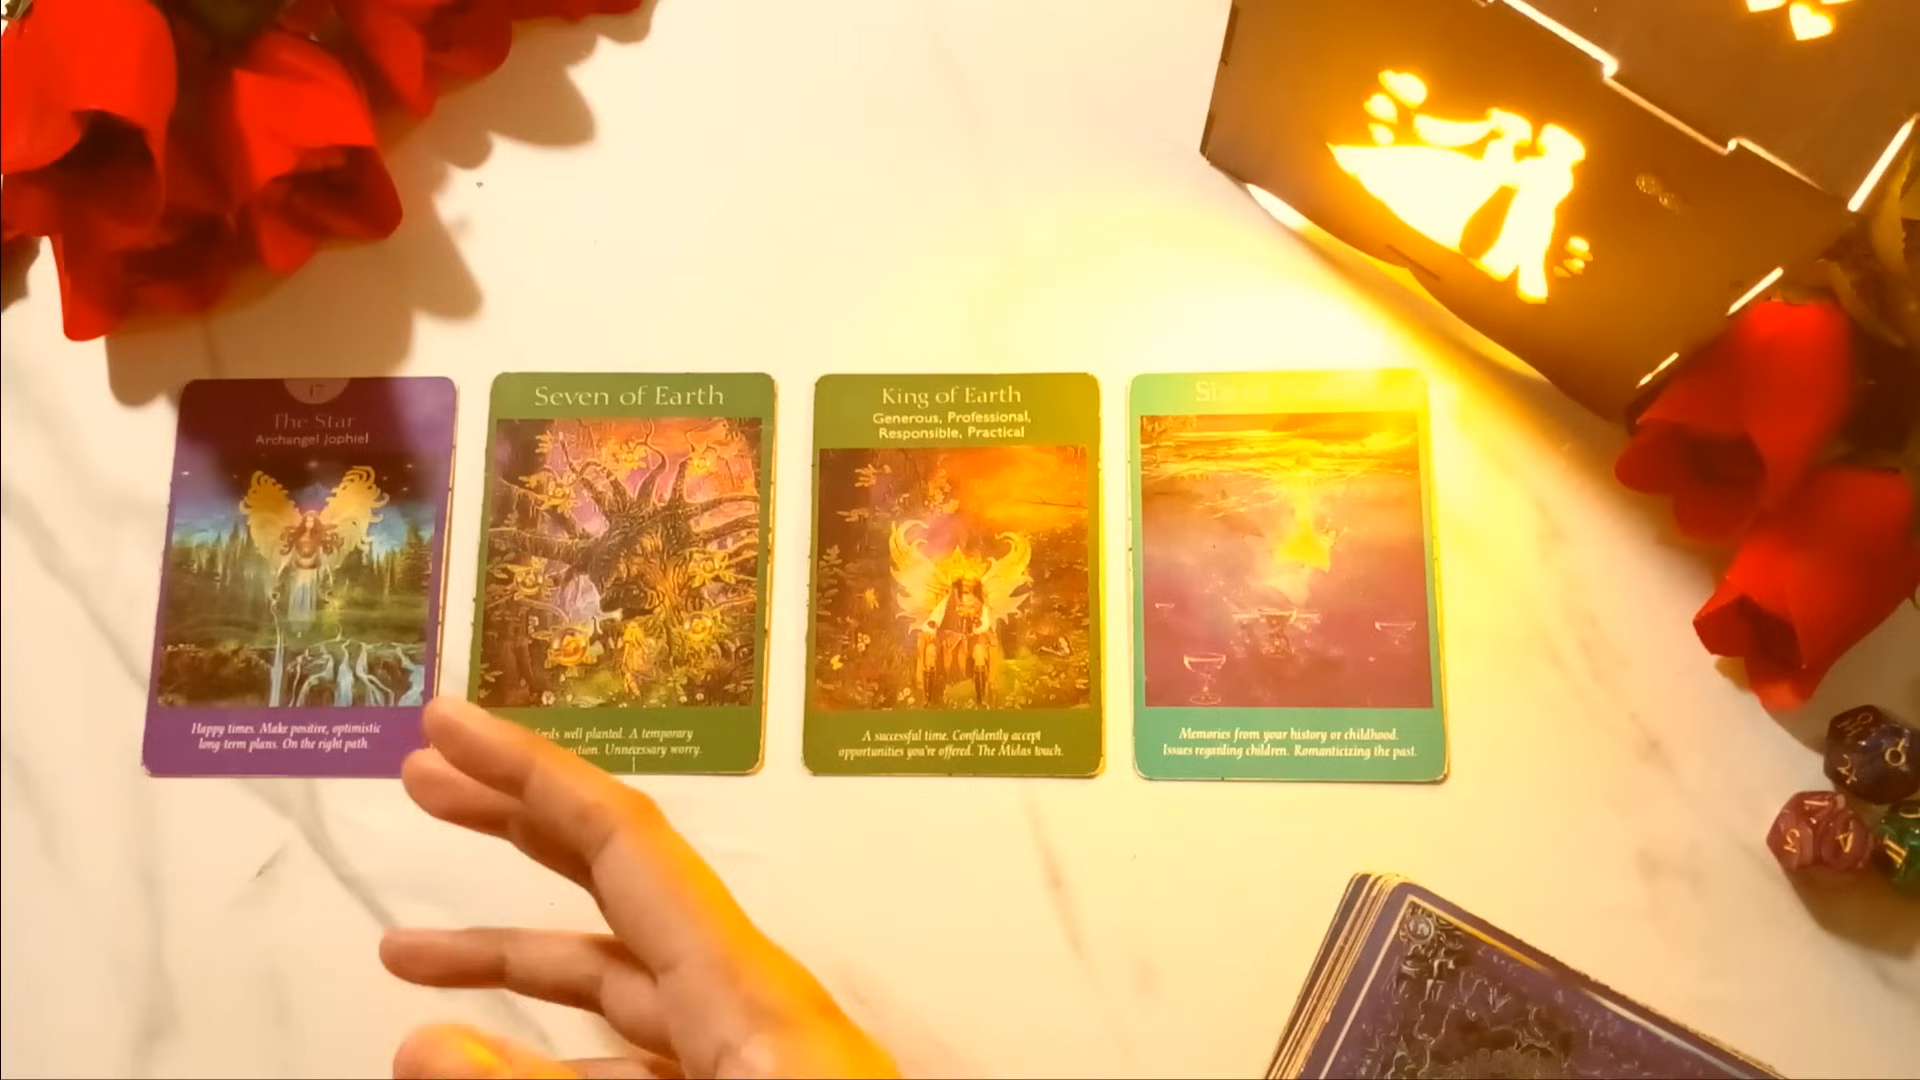 17
The Star
Archangel Jophiel
Happy times. Make positive, optimistic
long-term plans. On the right path.
Seven of Earth
well planted. A temporary
Unnecessary worry.
King of Earth
Generous, Professional,
Responsible, Practical
A successful time. Confidently accept
opportunities you're offered. The Midas touch.
Memories from your history or childhood.
Issues regarding children. Romanticizing the past.